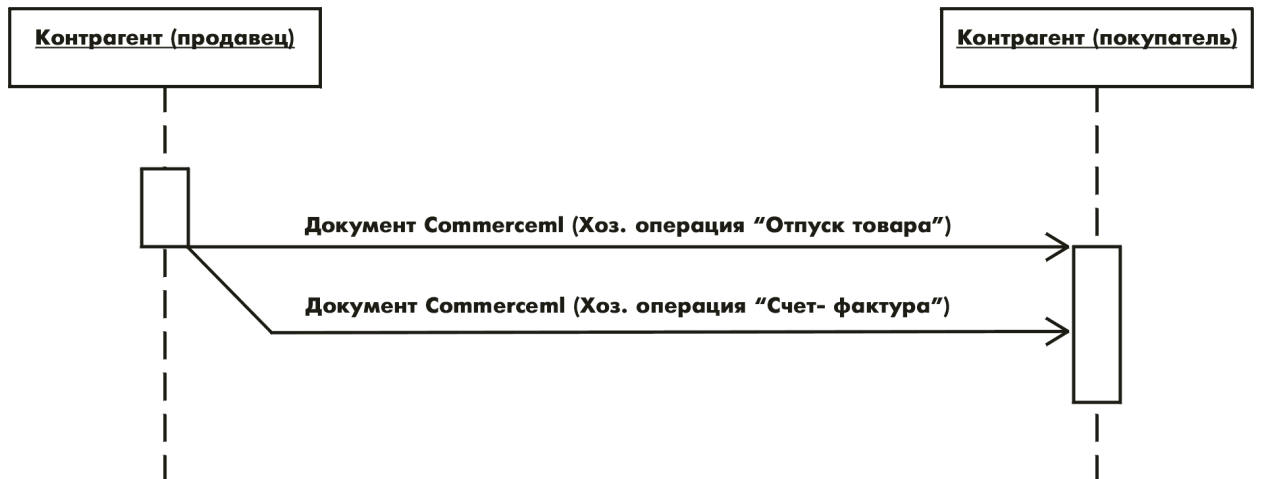 Контрагент (продавец)
Контрагент (покупатель)
Документ Commerceml (Хоз. операция “Отпуск товара”)
Документ Commerceml (Хоз. операция “Счет- фактура”)